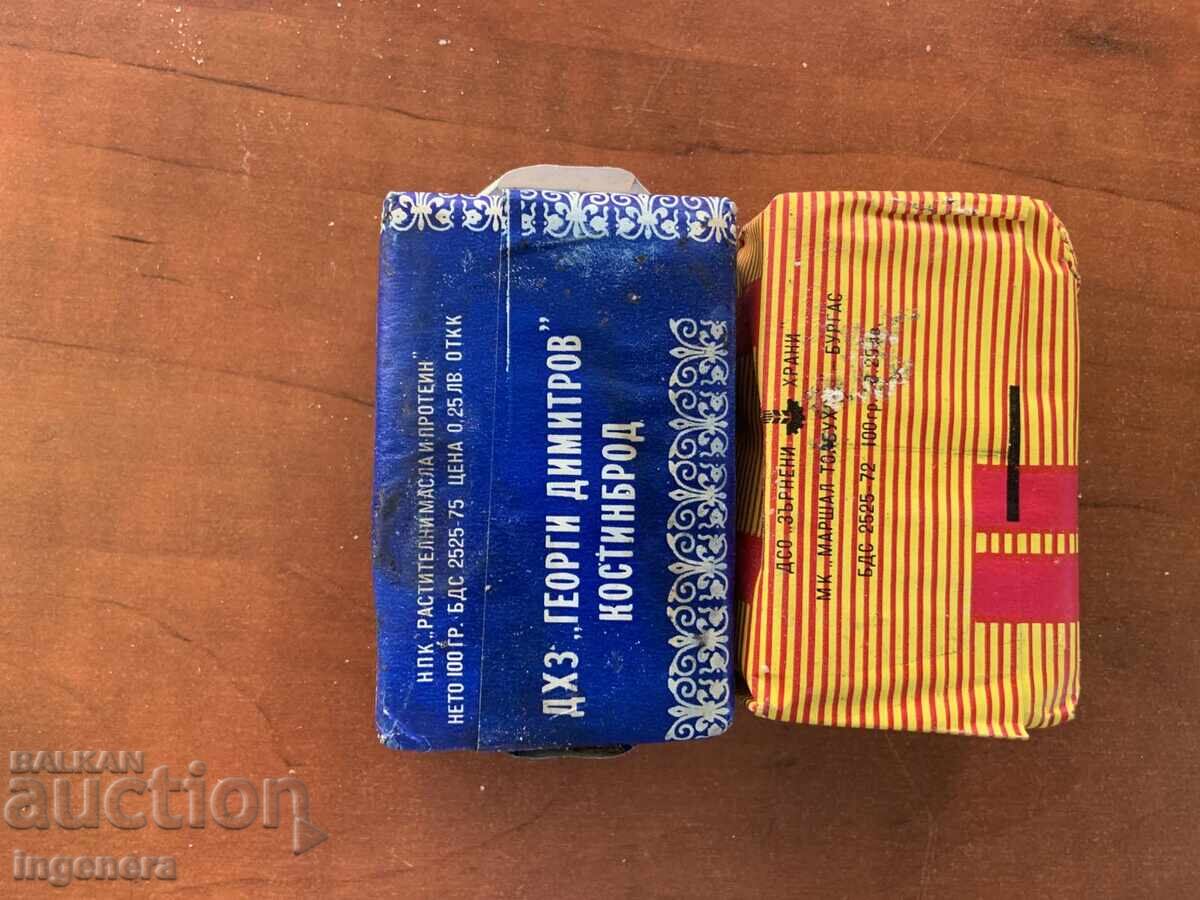 НПК „РАСТИТЕЛНИ МАСЛА И ПРОТЕИН"
НЕТО 100 ГР. БДС 2525-75 ЦЕНА 0,25 ЛВ. ОТКК
ДХЗ „ГЕОРГИ ДИМИТРОВ"
КОСТИНБРОД
ДСО „ЗЪРНЕНИ ХРАНИ"
МК „МАРШАЛ БУРГАС
БДС 2525 72 100 гр.
BALKAN
auction
ingenera